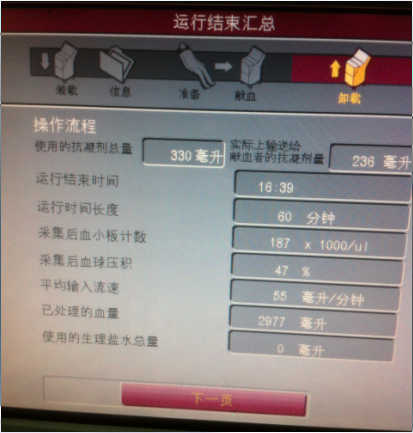 运行结束汇总
装载 信息 准备 献血 卸载
操作流程
使用的抗凝剂总量 330 毫升 实际上输送给献血者的抗凝剂量 236 毫升
运行结束时间 16:39
运行时间长度 60 分钟
采集后血小板计数 187 x 1000/ul
采集后血球压积 47 %
平均输入流速 55 毫升/分钟
已处理的血量 2977 毫升
使用的生理盐水总量 0 毫升
下一页